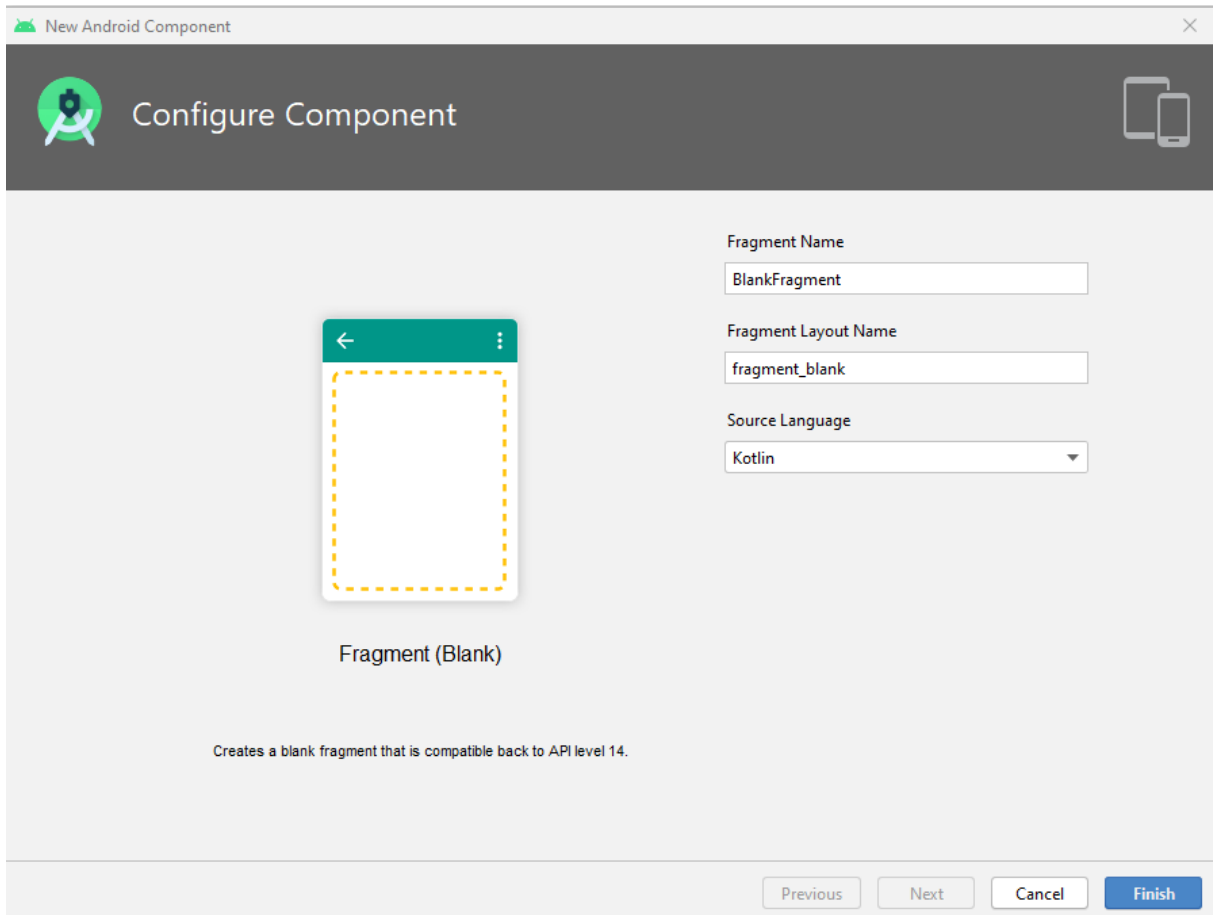 New Android Component
Configure Component
Fragment Name
BlankFragment
Fragment Layout Name
fragment_blank
Source Language
Kotlin
Fragment (Blank)
Creates a blank fragment that is compatible back to API level 14.
Previous
Next
Cancel
Finish